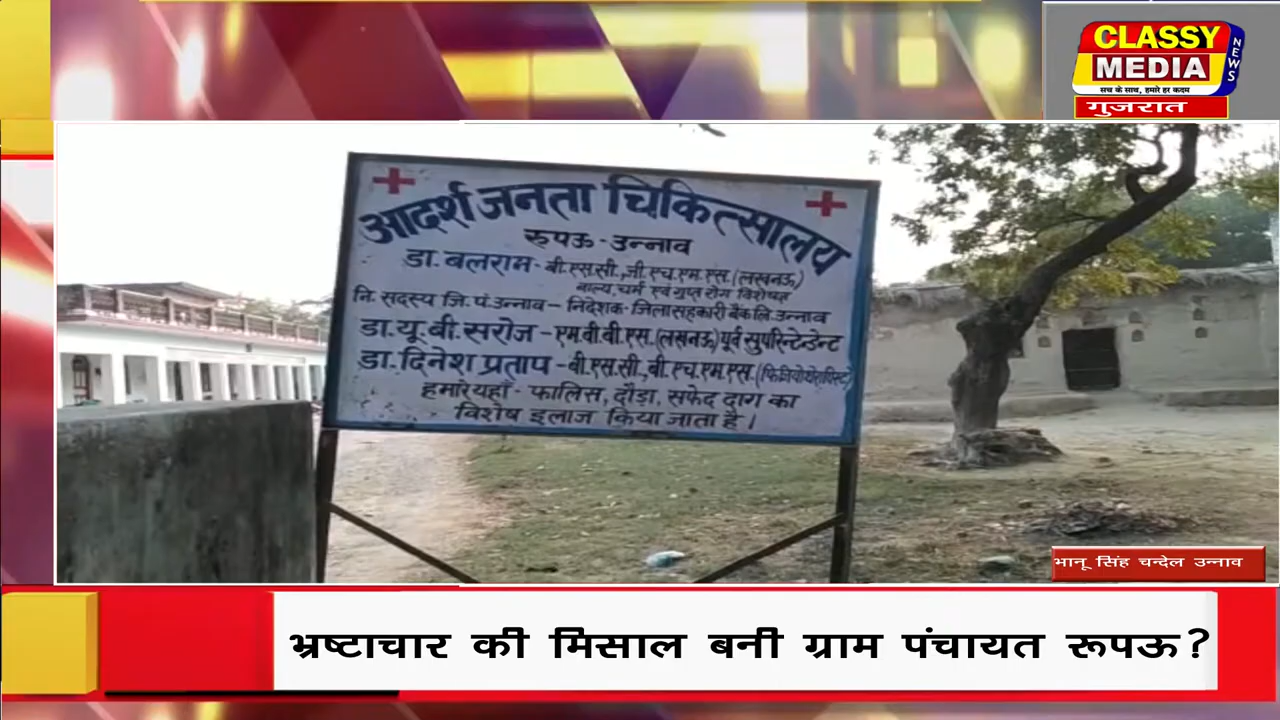 CLASSY
MEDIA
NEWS
सच के साथ, हमारे हर कदम
गुजरात
आदर्श जनता चिकित्सालय
रुपऊ - उन्नाव
डा. बलराम - बी.एस.सी., जी.एच.एम.एस. (लखनऊ)
बाल्य, चर्म एवं गुप्त रोग विशेषज्ञ
नि. सदस्य जि. पं. उन्नाव - निदेशक - जिला सहकारी बैंक लि. उन्नाव
डा. यू. बी. सरोज - एम.बी.बी.एस. (लखनऊ) पूर्व सुपरिन्टेन्डेन्ट
डा. दिनेश प्रताप - बी.एस.सी., बी.एच.एम.एस. (फिजियोथेरापिस्ट)
हमारे यहाँ - फालिस, दौड़ा, सफेद दाग का
विशेष इलाज किया जाता है।
भानू सिंह चन्देल उन्नाव
भ्रष्टाचार की मिसाल बनी ग्राम पंचायत रूपऊ?